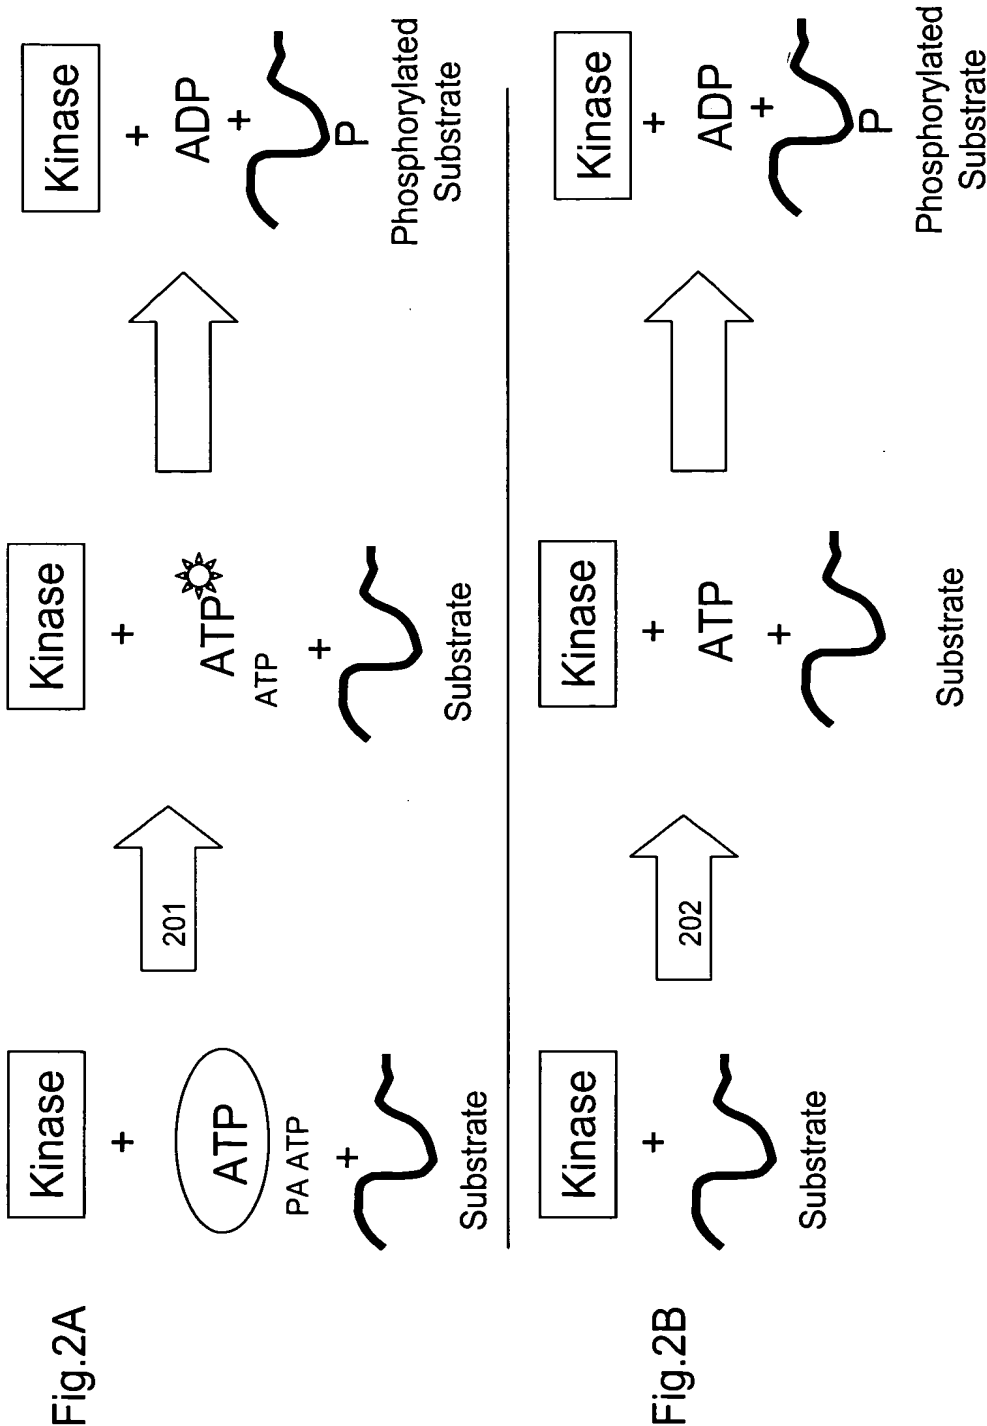 Fig.2A
Kinase
+
ATP
PA ATP
+
Substrate
201
Kinase
+
ATP
ATP
+
Substrate
Kinase
+
ADP
+
P
Phosphorylated
Substrate
Fig.2B
Kinase
+
Substrate
202
Kinase
+
ATP
+
Substrate
Kinase
+
ADP
+
P
Phosphorylated
Substrate